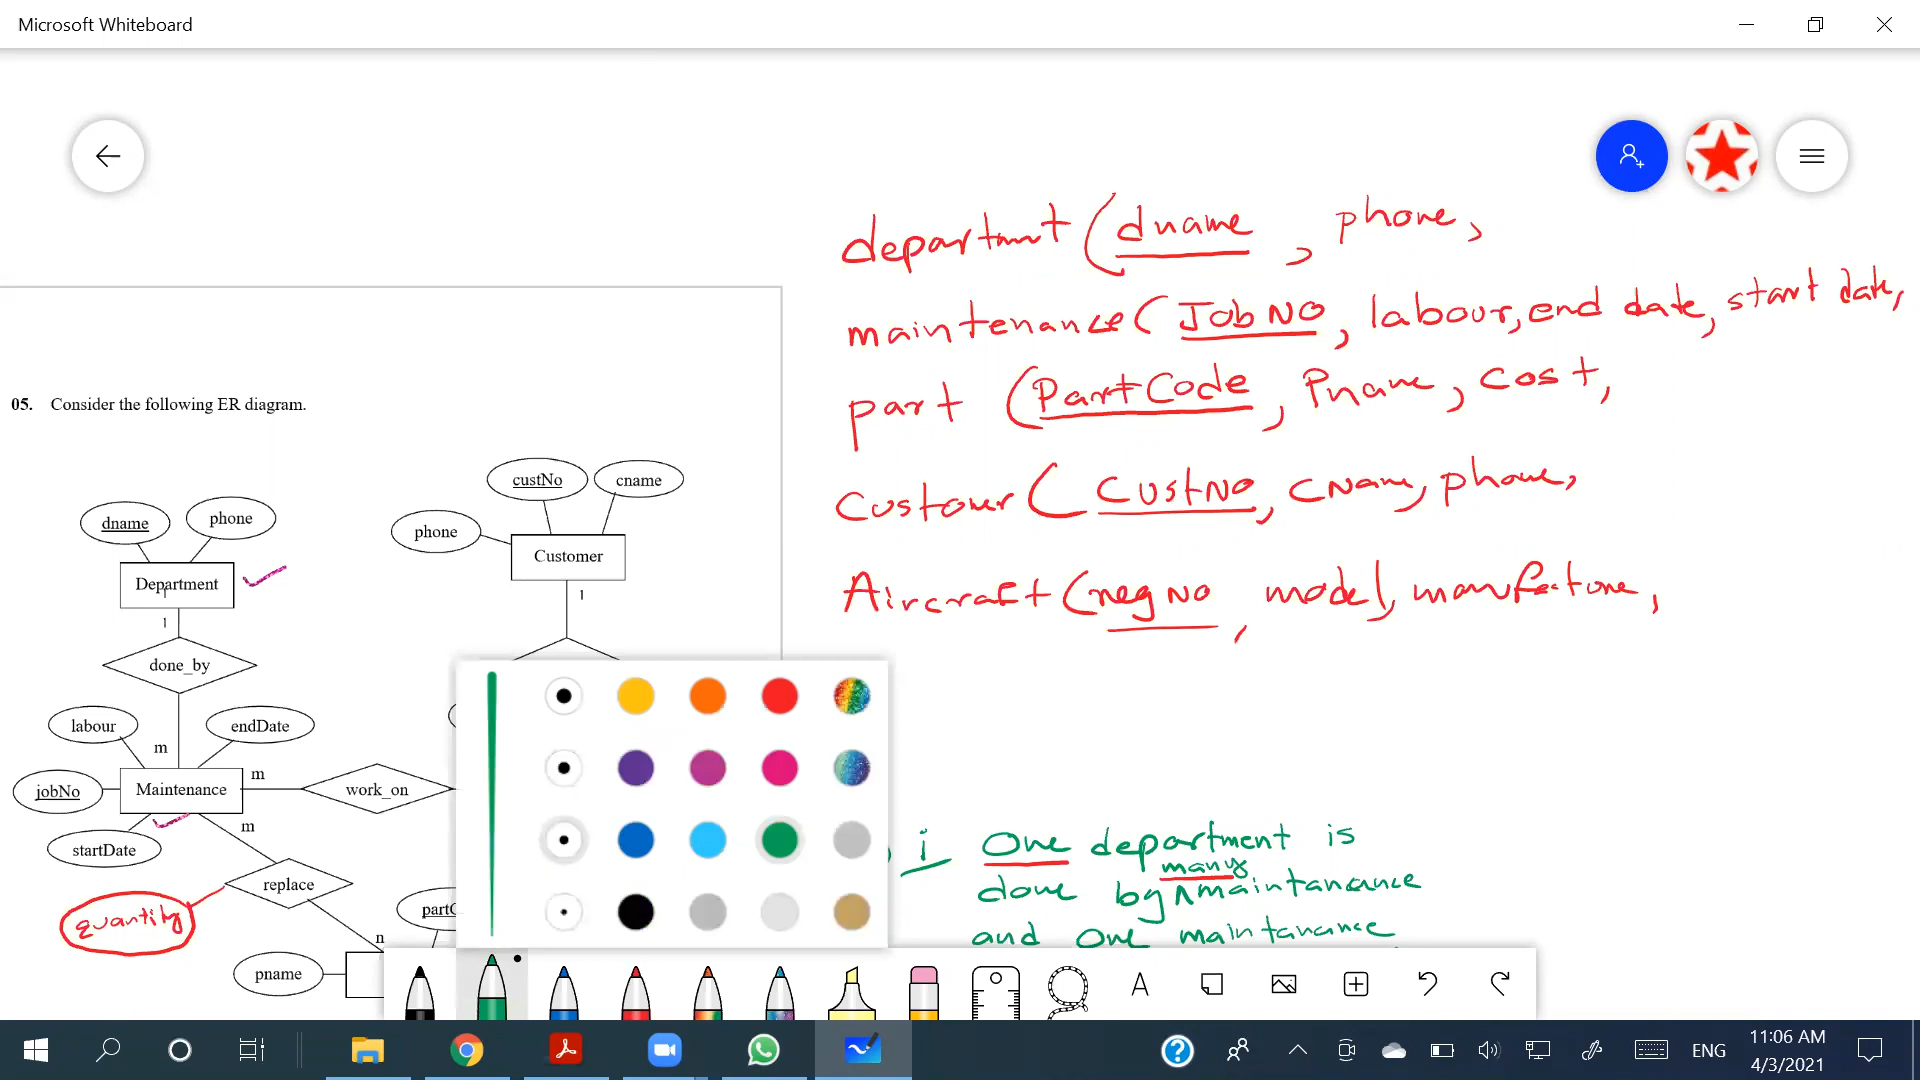 Microsoft Whiteboard
departmnt (dname, phone,
maintenance (JobNO, labour, end date, start date,
part (PartCode, Pname, cost,
Customer (CustNo, CName, phone,
Aircraft (regNo, model, manufacture,
05. Consider the following ER diagram.
custNo
cname
dname
phone
phone
Department
Customer
1
1
done_by
labour
endDate
m
m
jobNo
Maintenance
work_on
m
startDate
replace
quantity
partC
n
pname
i One department is
many
done by ^ maintanance
and one maintanance
A
ENG
11:06 AM
4/3/2021